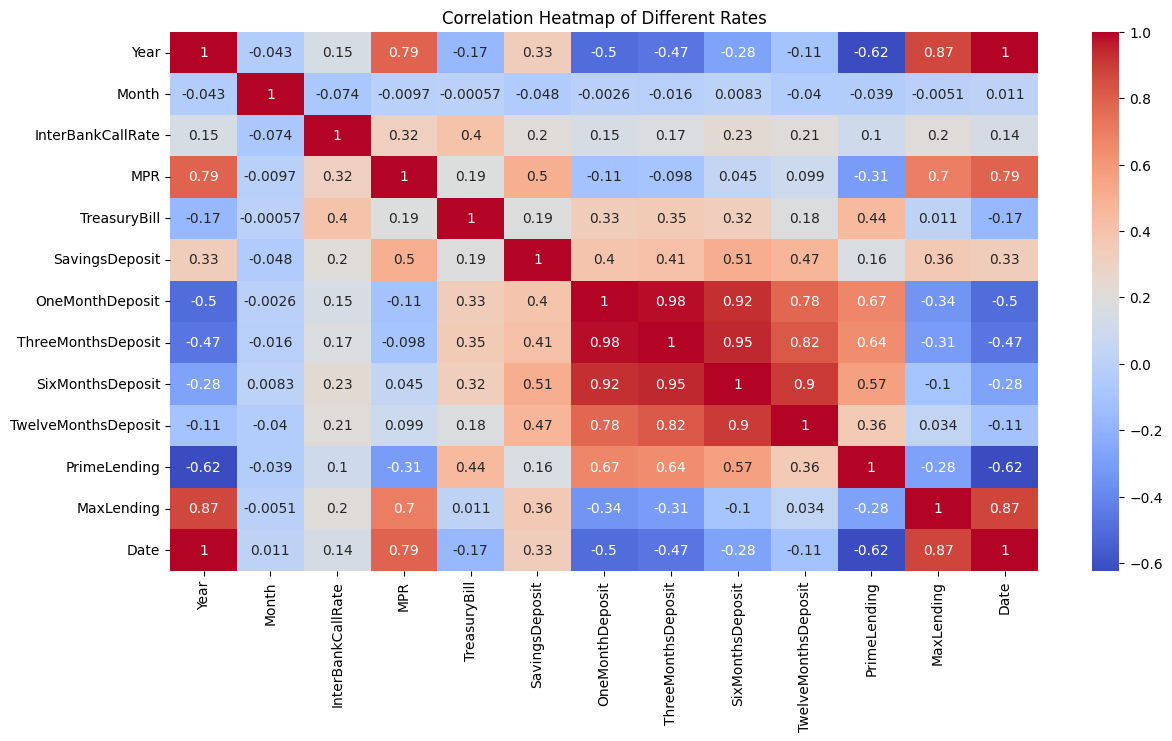 Correlation Heatmap of Different Rates
Year 1 -0.043 0.15 0.79 -0.17 0.33 -0.5 -0.47 -0.28 -0.11 -0.62 0.87 1
Month -0.043 1 -0.074 -0.0097 -0.00057 -0.048 -0.0026 -0.016 0.0083 -0.04 -0.039 -0.0051 0.011
InterBankCallRate 0.15 -0.074 1 0.32 0.4 0.2 0.15 0.17 0.23 0.21 0.1 0.2 0.14
MPR 0.79 -0.0097 0.32 1 0.19 0.5 -0.11 -0.098 0.045 0.099 -0.31 0.7 0.79
TreasuryBill -0.17 -0.00057 0.4 0.19 1 0.19 0.33 0.35 0.32 0.18 0.44 0.011 -0.17
SavingsDeposit 0.33 -0.048 0.2 0.5 0.19 1 0.4 0.41 0.51 0.47 0.16 0.36 0.33
OneMonthDeposit -0.5 -0.0026 0.15 -0.11 0.33 0.4 1 0.98 0.92 0.78 0.67 -0.34 -0.5
ThreeMonthsDeposit -0.47 -0.016 0.17 -0.098 0.35 0.41 0.98 1 0.95 0.82 0.64 -0.31 -0.47
SixMonthsDeposit -0.28 0.0083 0.23 0.045 0.32 0.51 0.92 0.95 1 0.9 0.57 -0.1 -0.28
TwelveMonthsDeposit -0.11 -0.04 0.21 0.099 0.18 0.47 0.78 0.82 0.9 1 0.36 0.034 -0.11
PrimeLending -0.62 -0.039 0.1 -0.31 0.44 0.16 0.67 0.64 0.57 0.36 1 -0.28 -0.62
MaxLending 0.87 -0.0051 0.2 0.7 0.011 0.36 -0.34 -0.31 -0.1 0.034 -0.28 1 0.87
Date 1 0.011 0.14 0.79 -0.17 0.33 -0.5 -0.47 -0.28 -0.11 -0.62 0.87 1
Year
Month
InterBankCallRate
MPR
TreasuryBill
SavingsDeposit
OneMonthDeposit
ThreeMonthsDeposit
SixMonthsDeposit
TwelveMonthsDeposit
PrimeLending
MaxLending
Date
1.0
0.8
0.6
0.4
0.2
0.0
−0.2
−0.4
−0.6